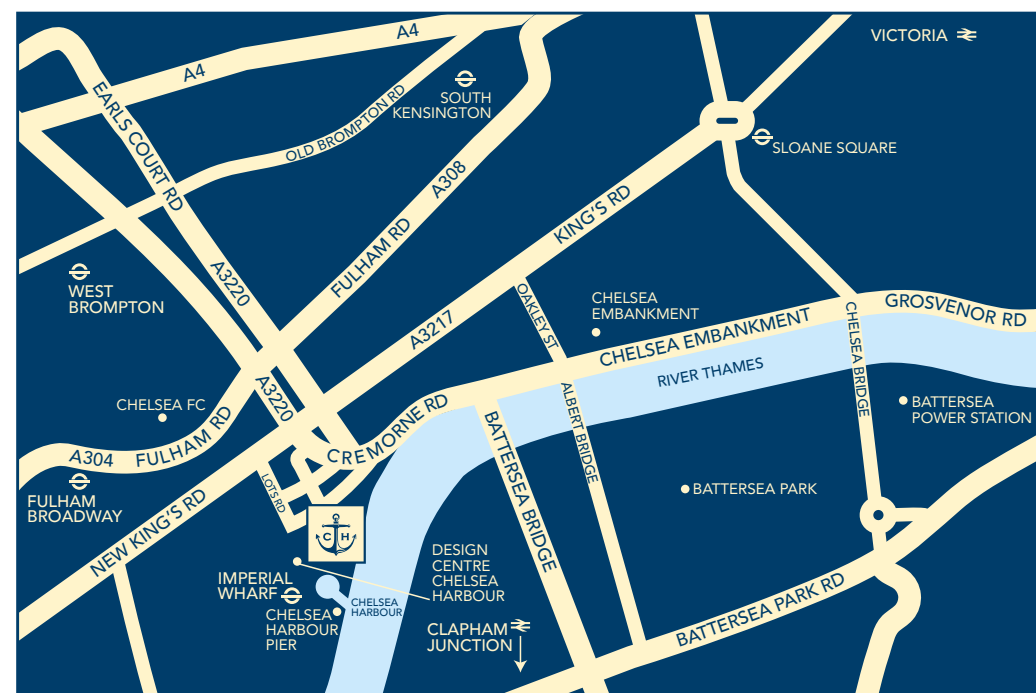 VICTORIA
A4
A4
SOUTH
KENSINGTON
EARLS COURT RD
OLD BROMPTON RD
SLOANE SQUARE
A308
FULHAM RD
KING'S RD
A3220
WEST
BROMPTON
CHELSEA
EMBANKMENT
OAKLEY ST
A3217
CHELSEA EMBANKMENT
GROSVENOR RD
CHELSEA BRIDGE
RIVER THAMES
A3220
CHELSEA FC
CREMORNE RD
ALBERT BRIDGE
BATTERSEA
POWER STATION
A304
FULHAM RD
BATTERSEA BRIDGE
FULHAM
BROADWAY
LOTS RD
BATTERSEA PARK
NEW KING'S RD
C H
DESIGN
CENTRE
CHELSEA
HARBOUR
IMPERIAL
WHARF
CHELSEA
HARBOUR
CHELSEA
HARBOUR
PIER
CLAPHAM
JUNCTION
BATTERSEA PARK RD